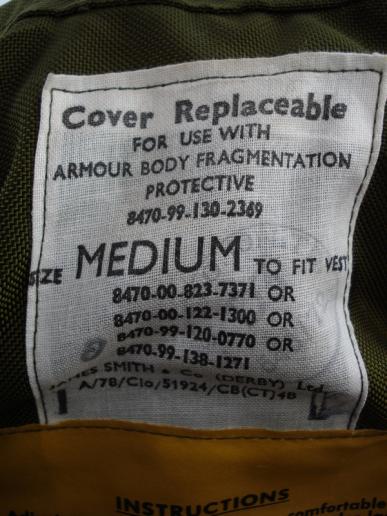 Cover Replaceable
FOR USE WITH
ARMOUR BODY FRAGMENTATION
PROTECTIVE
8470-99-130-2369
SIZE MEDIUM TO FIT VEST
8470-00-823-7371 OR
8470-00-122-1300 OR
8470-99-120-0770 OR
8470-99-138-1271
JAMES SMITH & Co (DERBY) Ltd
A/78/Clo/51924/CB(CT)4B
INSTRUCTIONS
comfortable